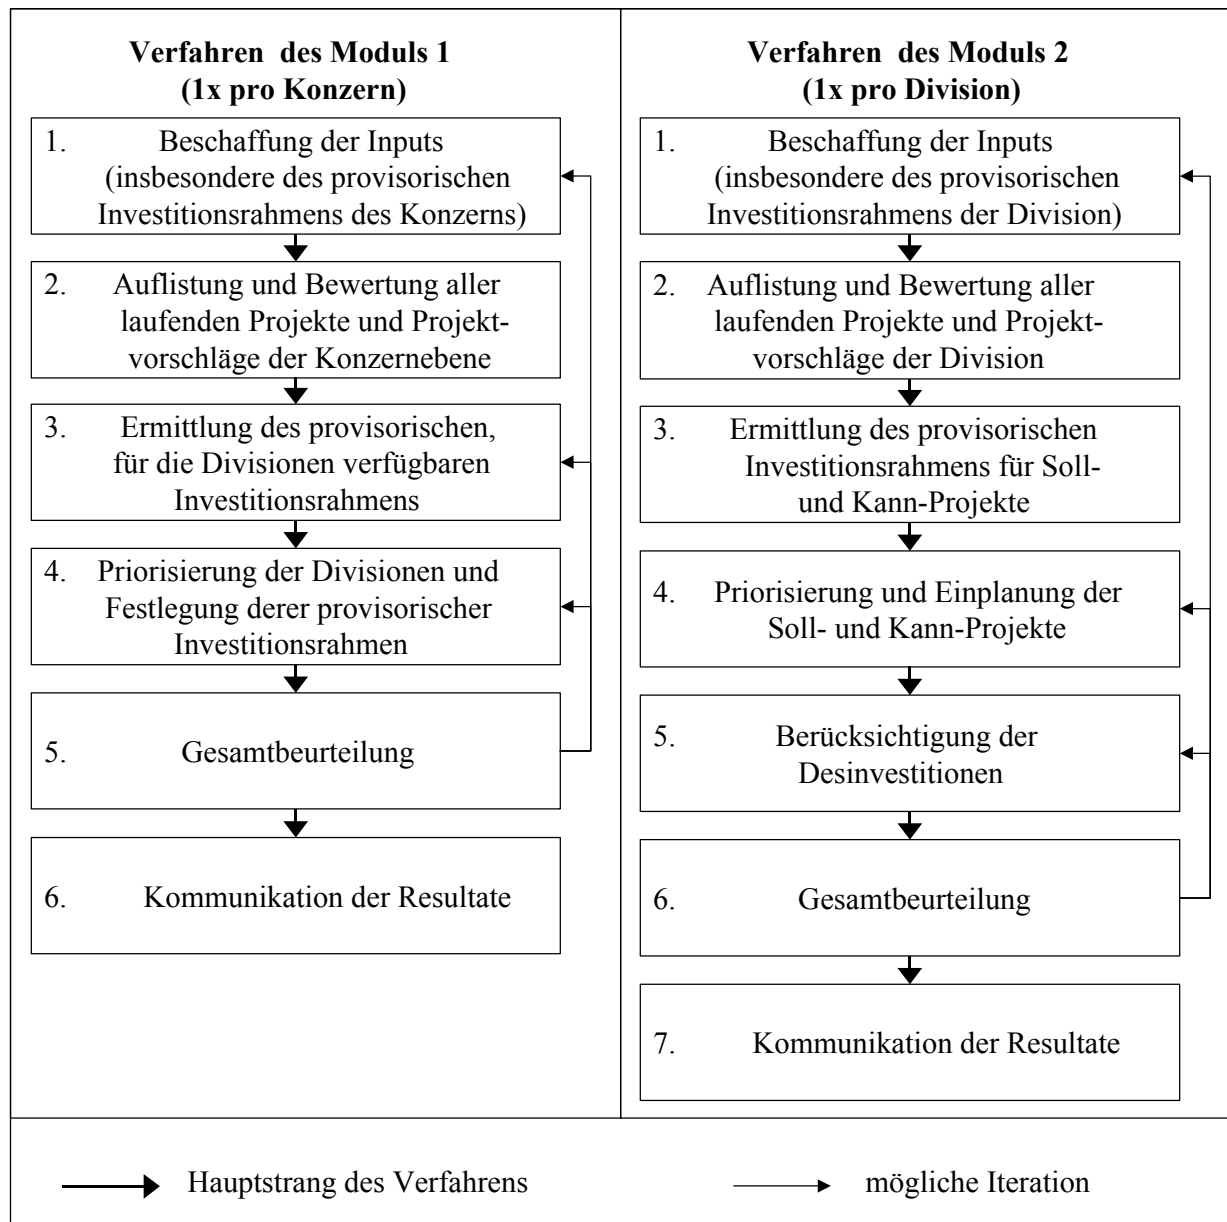 Verfahren des Moduls 1
(1x pro Konzern)
1. Beschaffung der Inputs
(insbesondere des provisorischen
Investitionsrahmens des Konzerns)
2. Auflistung und Bewertung aller
laufenden Projekte und Projekt-
vorschläge der Konzernebene
3. Ermittlung des provisorischen,
für die Divisionen verfügbaren
Investitionsrahmens
4. Priorisierung der Divisionen und
Festlegung derer provisorischer
Investitionsrahmen
5. Gesamtbeurteilung
6. Kommunikation der Resultate
Verfahren des Moduls 2
(1x pro Division)
1. Beschaffung der Inputs
(insbesondere des provisorischen
Investitionsrahmens der Division)
2. Auflistung und Bewertung aller
laufenden Projekte und Projekt-
vorschläge der Division
3. Ermittlung des provisorischen
Investitionsrahmens für Soll-
und Kann-Projekte
4. Priorisierung und Einplanung der
Soll- und Kann-Projekte
5. Berücksichtigung der
Desinvestitionen
6. Gesamtbeurteilung
7. Kommunikation der Resultate
Hauptstrang des Verfahrens
mögliche Iteration